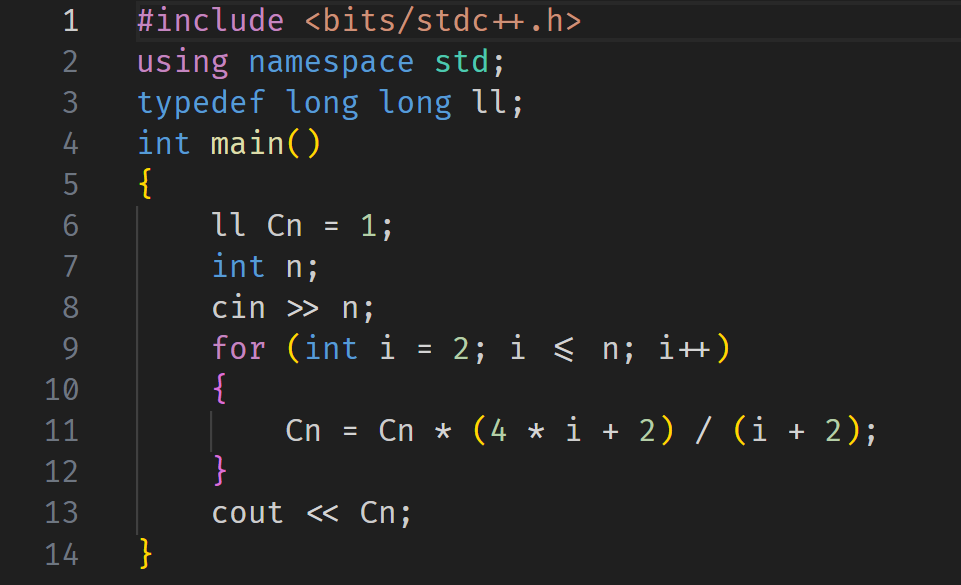 1 #include <bits/stdc++.h>
2 using namespace std;
3 typedef long long ll;
4 int main()
5 {
6     ll Cn = 1;
7     int n;
8     cin >> n;
9     for (int i = 2; i <= n; i++)
10     {
11         Cn = Cn * (4 * i + 2) / (i + 2);
12     }
13     cout << Cn;
14 }